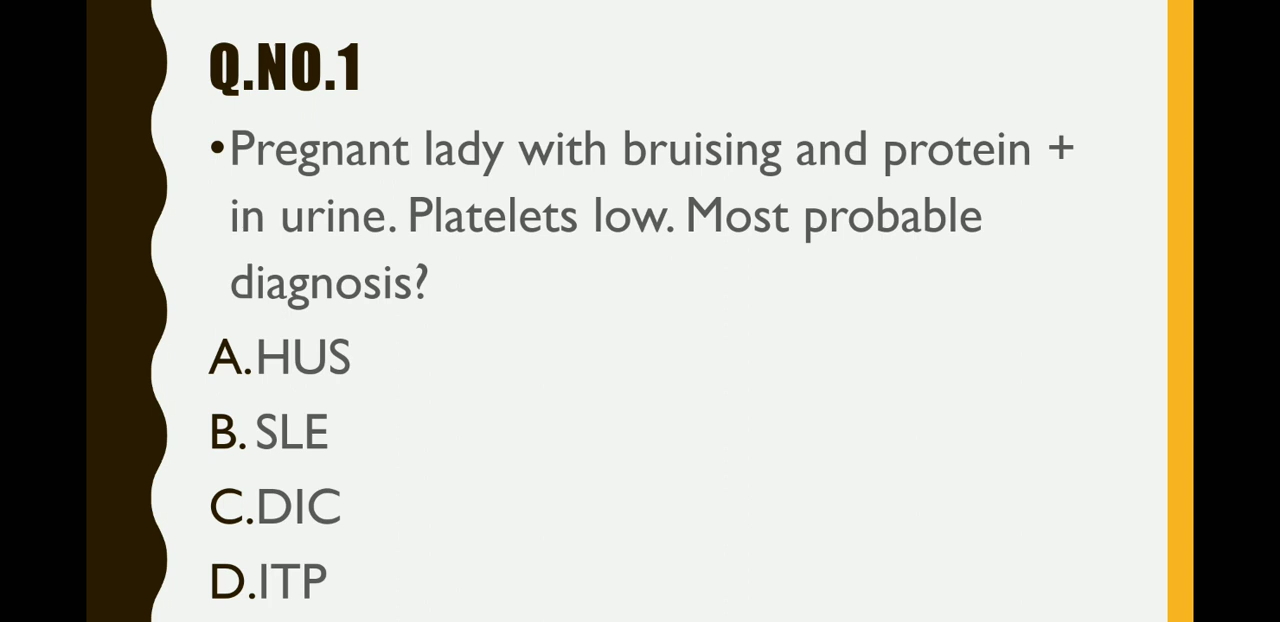 Q.NO.1
•Pregnant lady with bruising and protein +
in urine. Platelets low. Most probable
diagnosis?
A.HUS
B. SLE
C.DIC
D.ITP